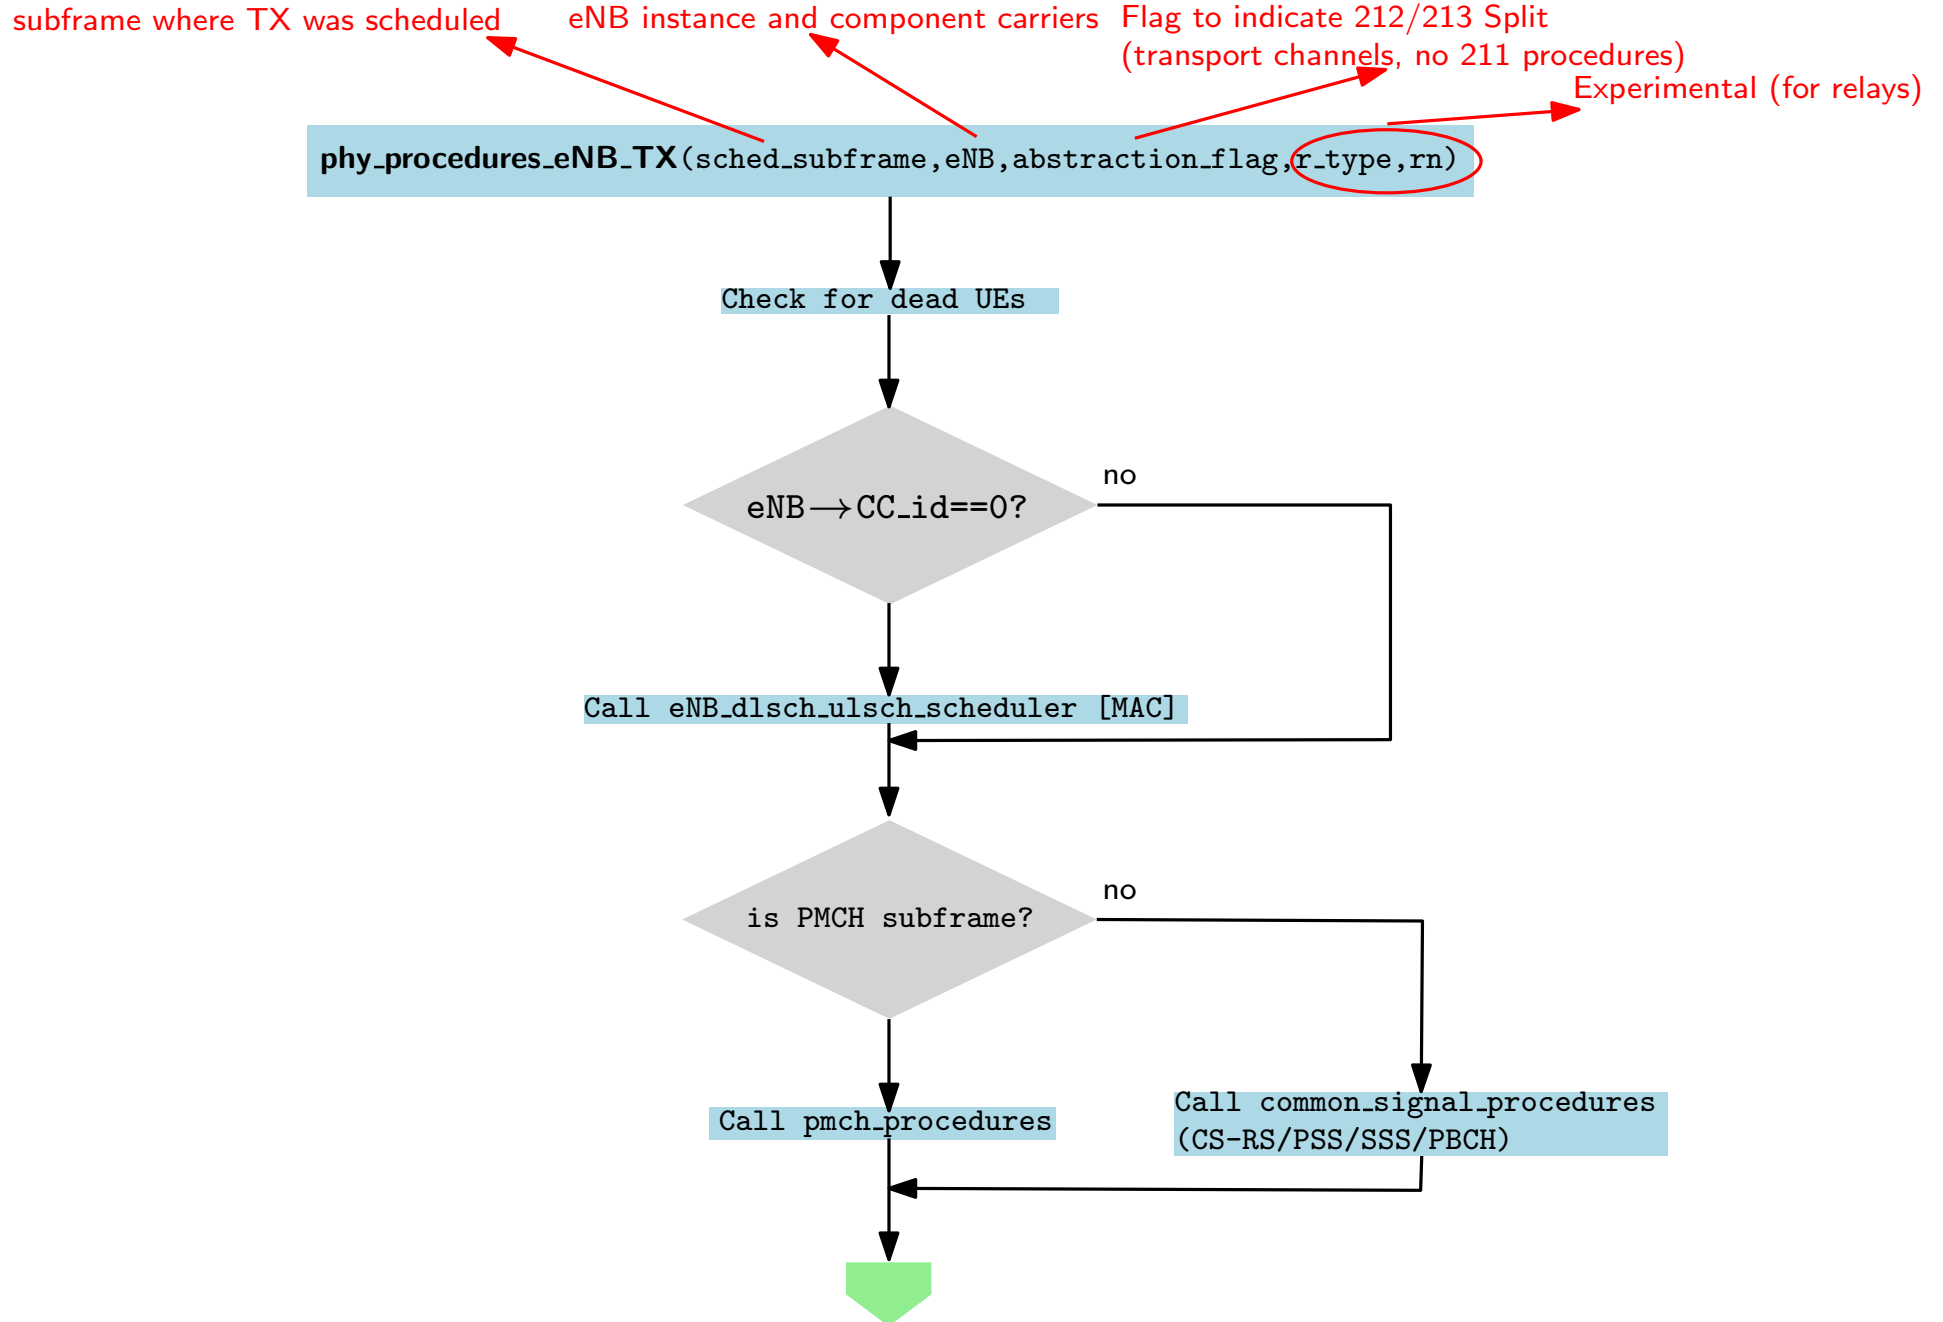 subframe where TX was scheduled
eNB instance and component carriers
Flag to indicate 212/213 Split
(transport channels, no 211 procedures)
Experimental (for relays)
phy_procedures_eNB_TX(sched_subframe,eNB,abstraction_flag,r_type,rn)
Check for dead UEs
eNB→CC_id==0?
no
Call eNB_dlsch_ulsch_scheduler [MAC]
is PMCH subframe?
no
Call pmch_procedures
Call common_signal_procedures
(CS-RS/PSS/SSS/PBCH)